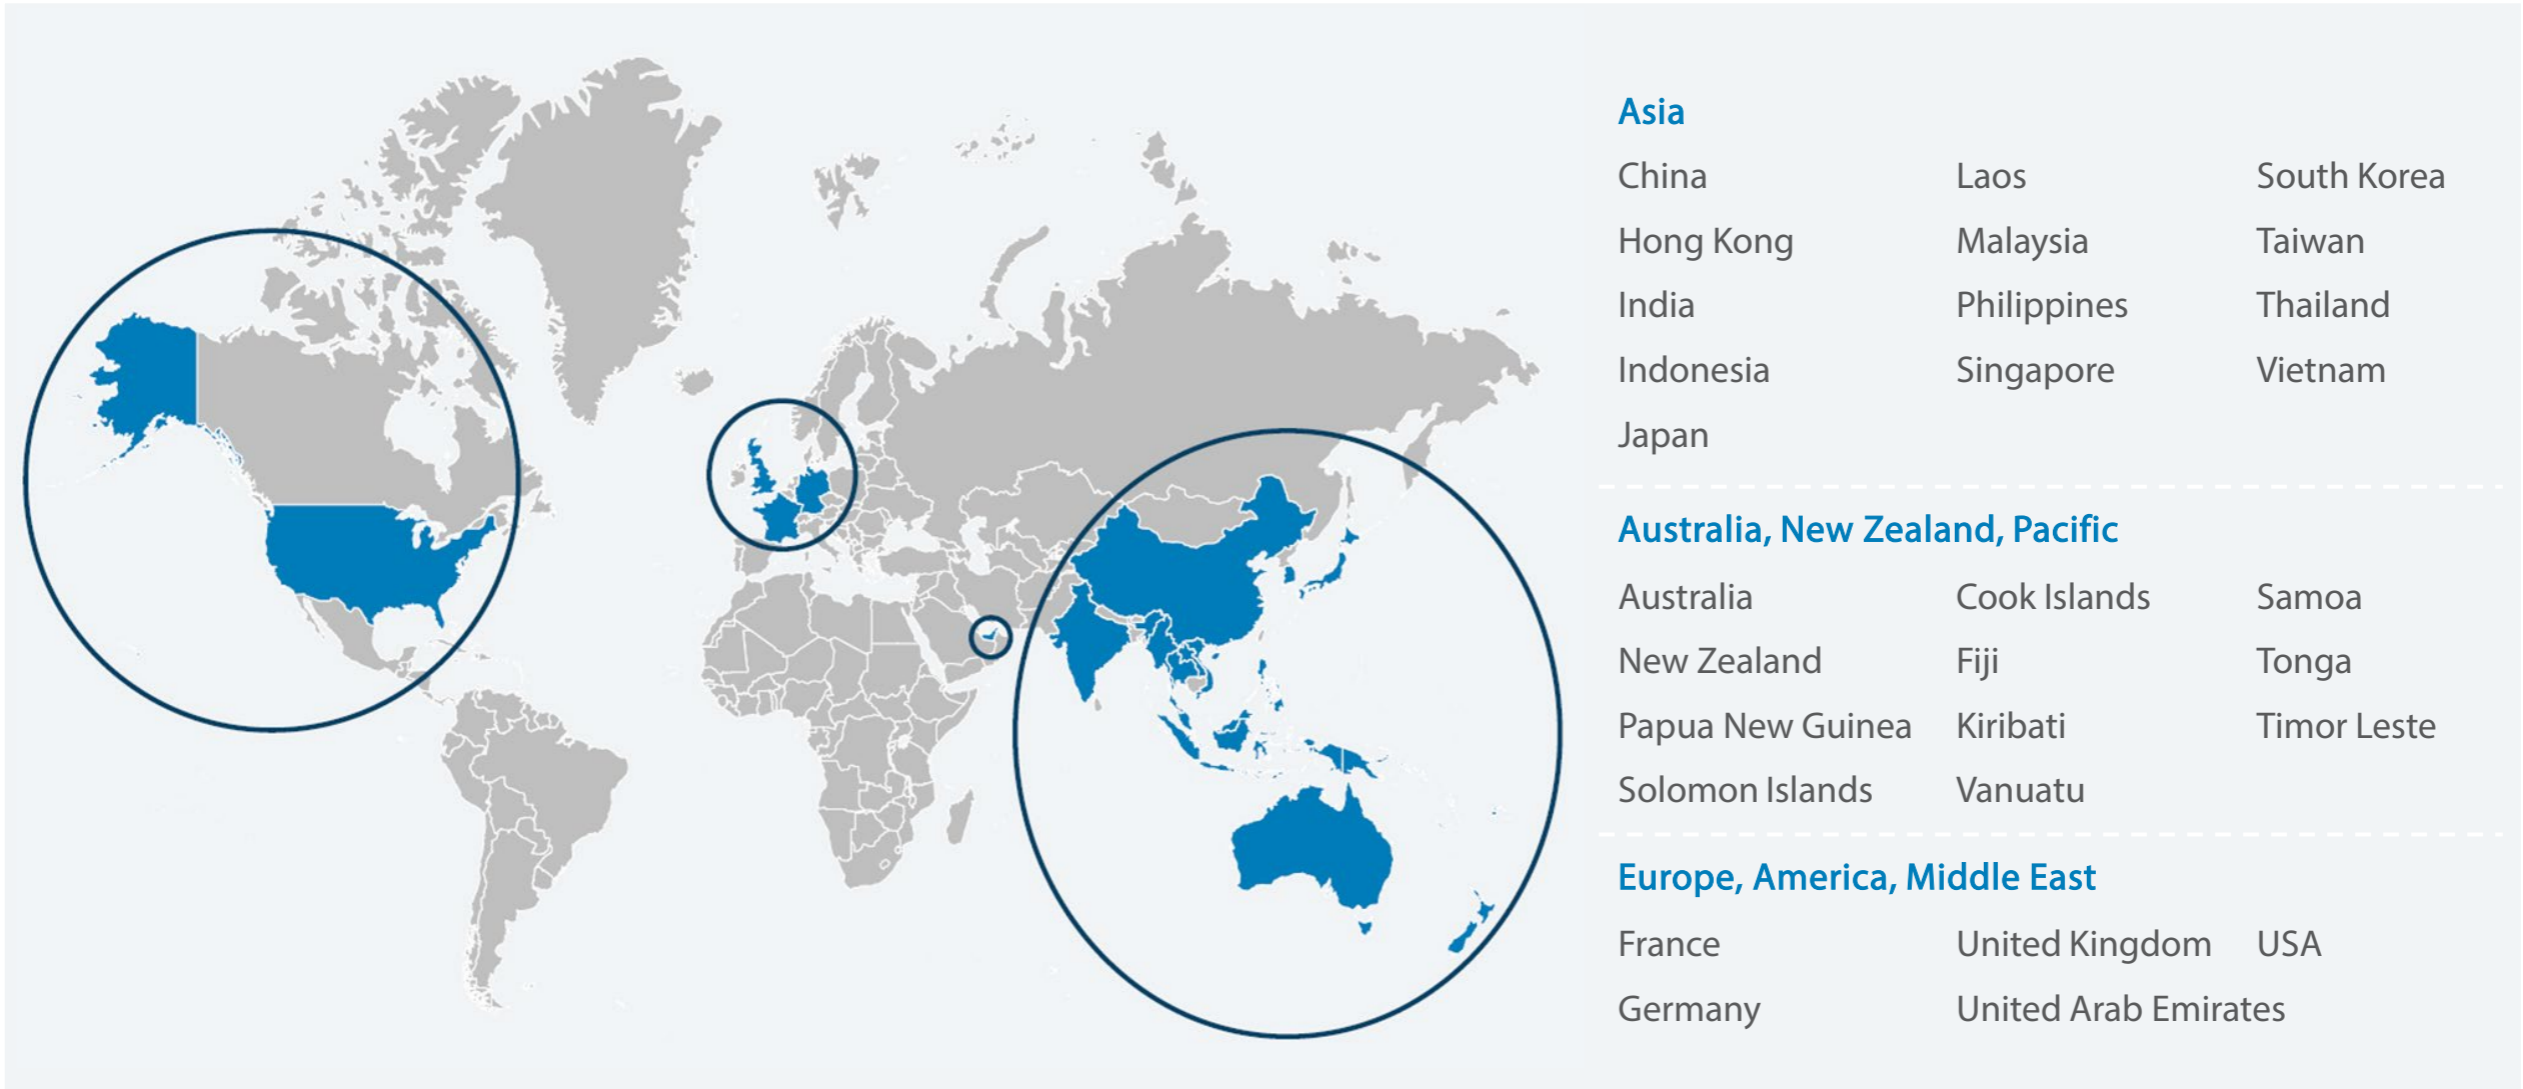 Asia
China Laos South Korea
Hong Kong Malaysia Taiwan
India Philippines Thailand
Indonesia Singapore Vietnam
Japan
Australia, New Zealand, Pacific
Australia Cook Islands Samoa
New Zealand Fiji Tonga
Papua New Guinea Kiribati Timor Leste
Solomon Islands Vanuatu
Europe, America, Middle East
France United Kingdom USA
Germany United Arab Emirates